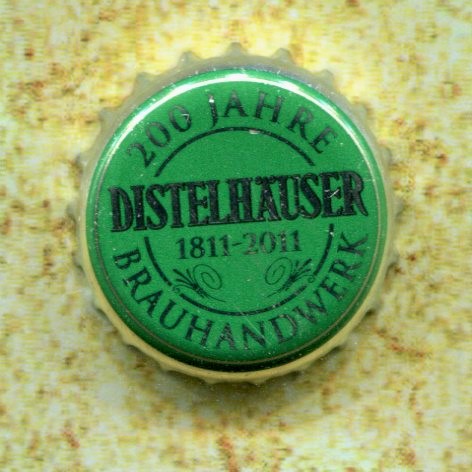 200 JAHRE
DISTELHÄUSER
1811-2011
BRAUHANDWERK